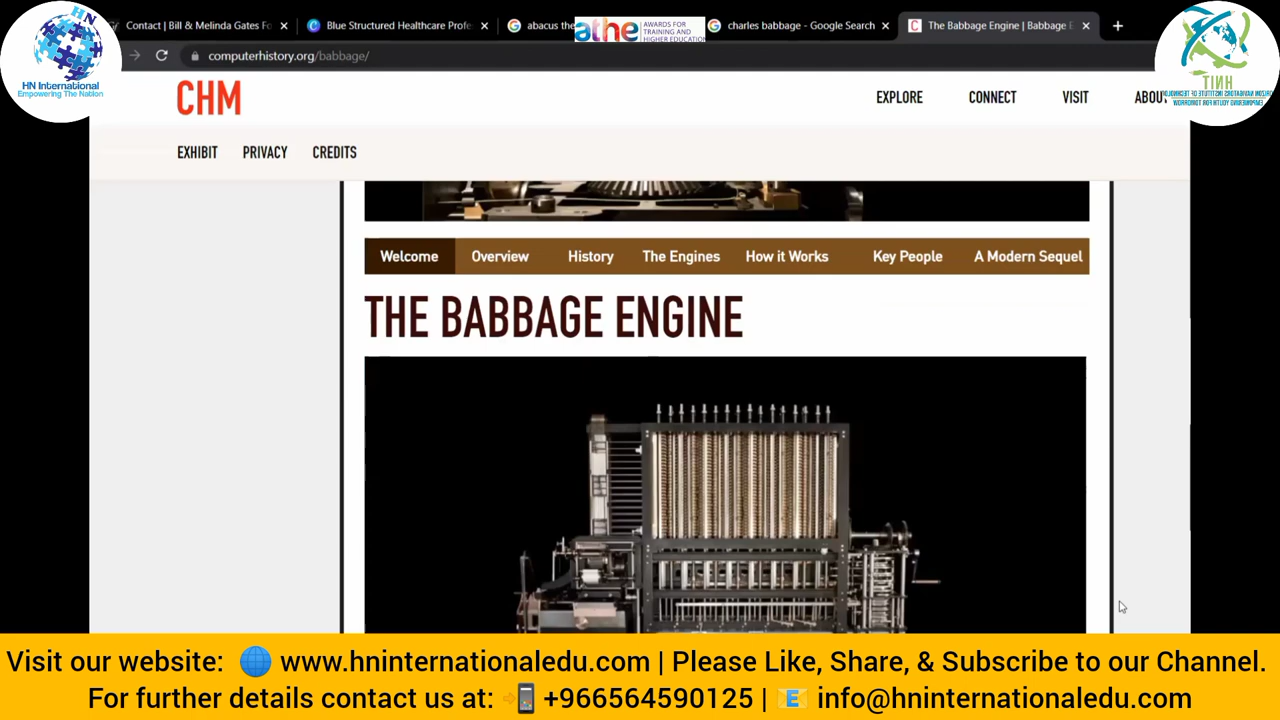 Contact | Bill & Melinda Gates Fo
Blue Structured Healthcare Profe
abacus the
athe
AWARDS FOR
TRAINING AND
HIGHER EDUCATION
charles babbage - Google Search
The Babbage Engine | Babbage E
computerhistory.org/babbage/
HN
HN International
Empowering The Nation
HNIT
CHM
EXPLORE
CONNECT
VISIT
ABOU
EXHIBIT
PRIVACY
CREDITS
Welcome
Overview
History
The Engines
How it Works
Key People
A Modern Sequel
THE BABBAGE ENGINE
Visit our website: www.hninternationaledu.com | Please Like, Share, & Subscribe to our Channel.
For further details contact us at: +966564590125 | info@hninternationaledu.com